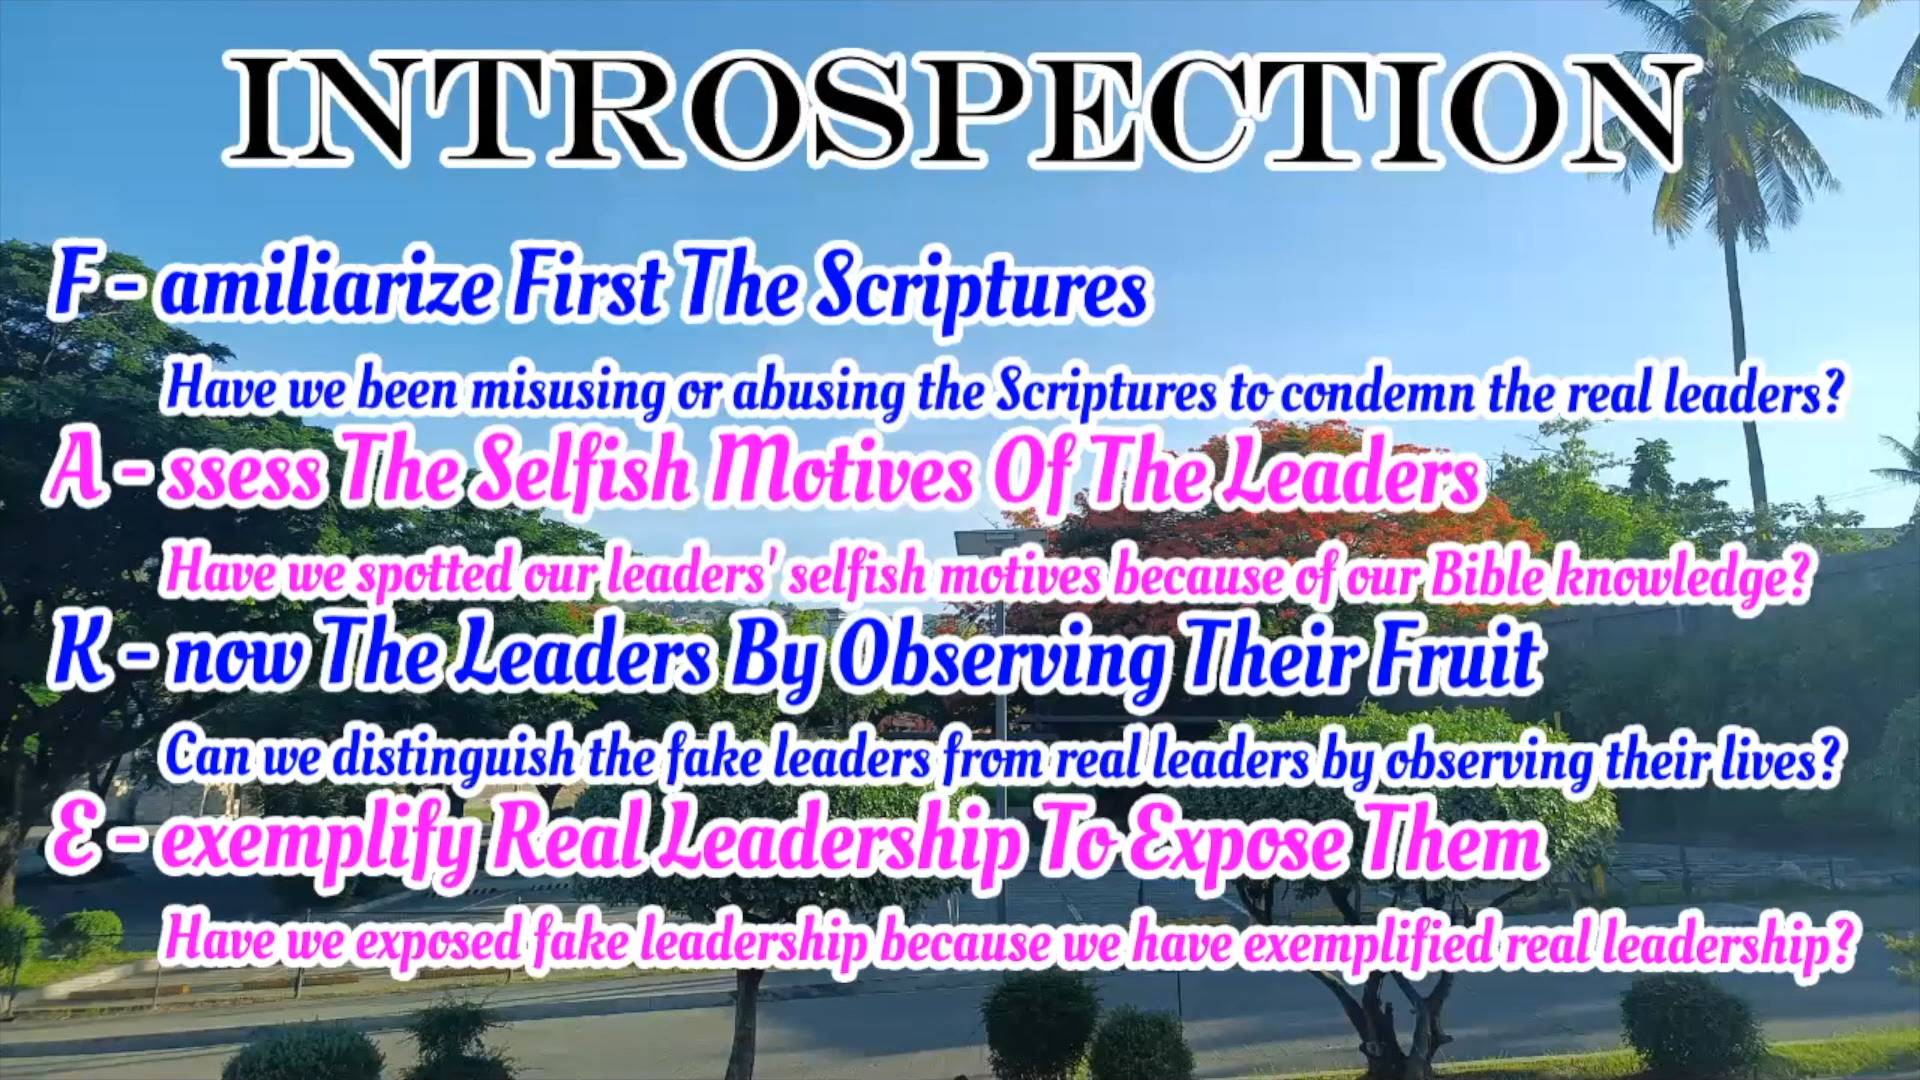 INTROSPECTION
F - amiliarize First The Scriptures
Have we been misusing or abusing the Scriptures to condemn the real leaders?
A - ssess The Selfish Motives Of The Leaders
Have we spotted our leaders' selfish motives because of our Bible knowledge?
K - now The Leaders By Observing Their Fruit
Can we distinguish the fake leaders from real leaders by observing their lives?
E - exemplify Real Leadership To Expose Them
Have we exposed fake leadership because we have exemplified real leadership?